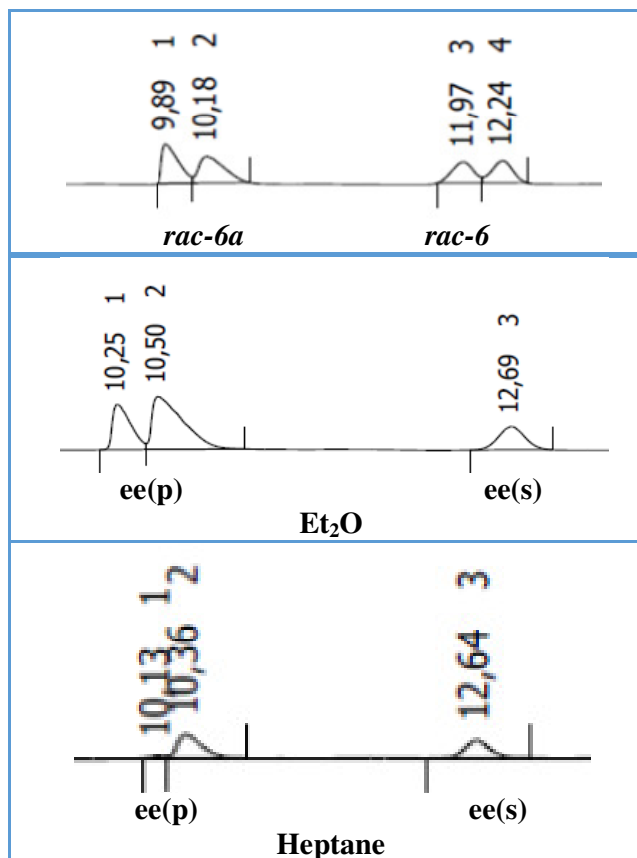 9,89 1
10,18 2
11,97 3
12,24 4
rac-6a rac-6
10,25 1
10,50 2
12,69 3
ee(p) ee(s)
Et₂O
10,13 1
10,36 2
12,64 3
ee(p) ee(s)
Heptane